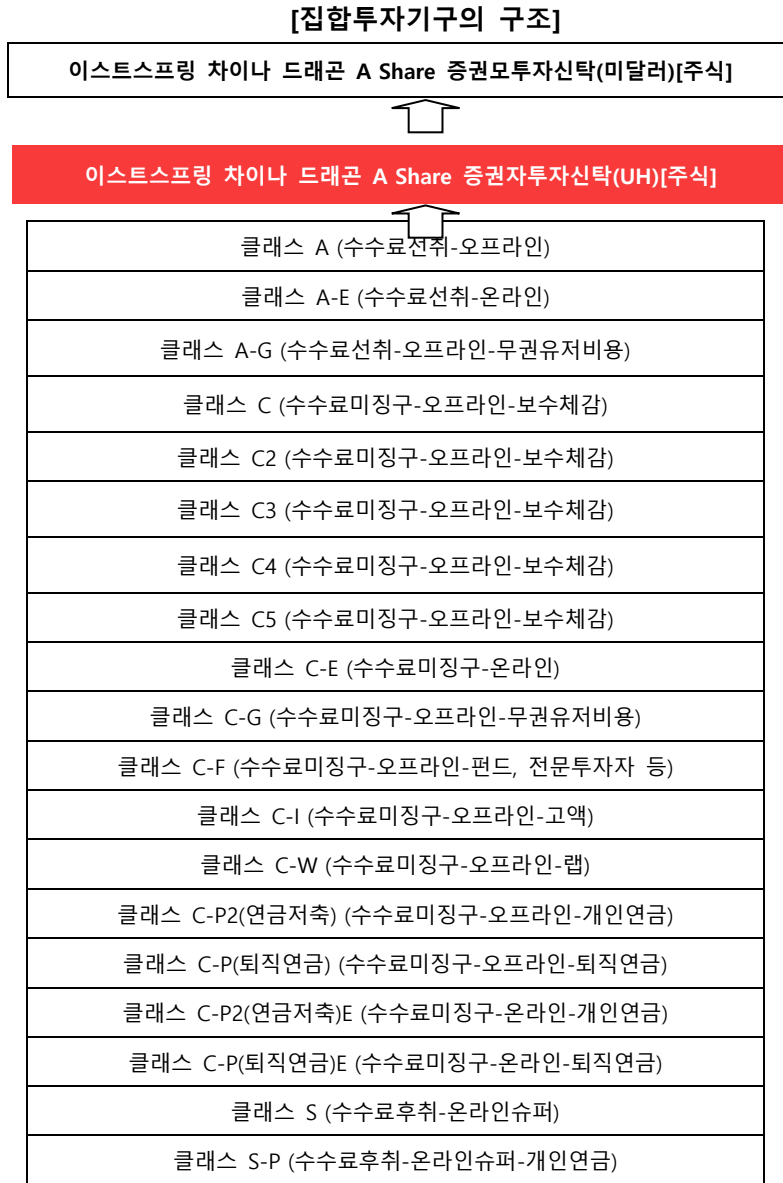 [집합투자기구의 구조]
이스트스프링 차이나 드래곤 A Share 증권모투자신탁(미달러)[주식]
이스트스프링 차이나 드래곤 A Share 증권자투자신탁(UH)[주식]
클래스 A (수수료선취-오프라인)
클래스 A-E (수수료선취-온라인)
클래스 A-G (수수료선취-오프라인-무권유저비용)
클래스 C (수수료미징구-오프라인-보수체감)
클래스 C2 (수수료미징구-오프라인-보수체감)
클래스 C3 (수수료미징구-오프라인-보수체감)
클래스 C4 (수수료미징구-오프라인-보수체감)
클래스 C5 (수수료미징구-오프라인-보수체감)
클래스 C-E (수수료미징구-온라인)
클래스 C-G (수수료미징구-오프라인-무권유저비용)
클래스 C-F (수수료미징구-오프라인-펀드, 전문투자자 등)
클래스 C-I (수수료미징구-오프라인-고액)
클래스 C-W (수수료미징구-오프라인-랩)
클래스 C-P2(연금저축) (수수료미징구-오프라인-개인연금)
클래스 C-P(퇴직연금) (수수료미징구-오프라인-퇴직연금)
클래스 C-P2(연금저축)E (수수료미징구-온라인-개인연금)
클래스 C-P(퇴직연금)E (수수료미징구-온라인-퇴직연금)
클래스 S (수수료후취-온라인슈퍼)
클래스 S-P (수수료후취-온라인슈퍼-개인연금)